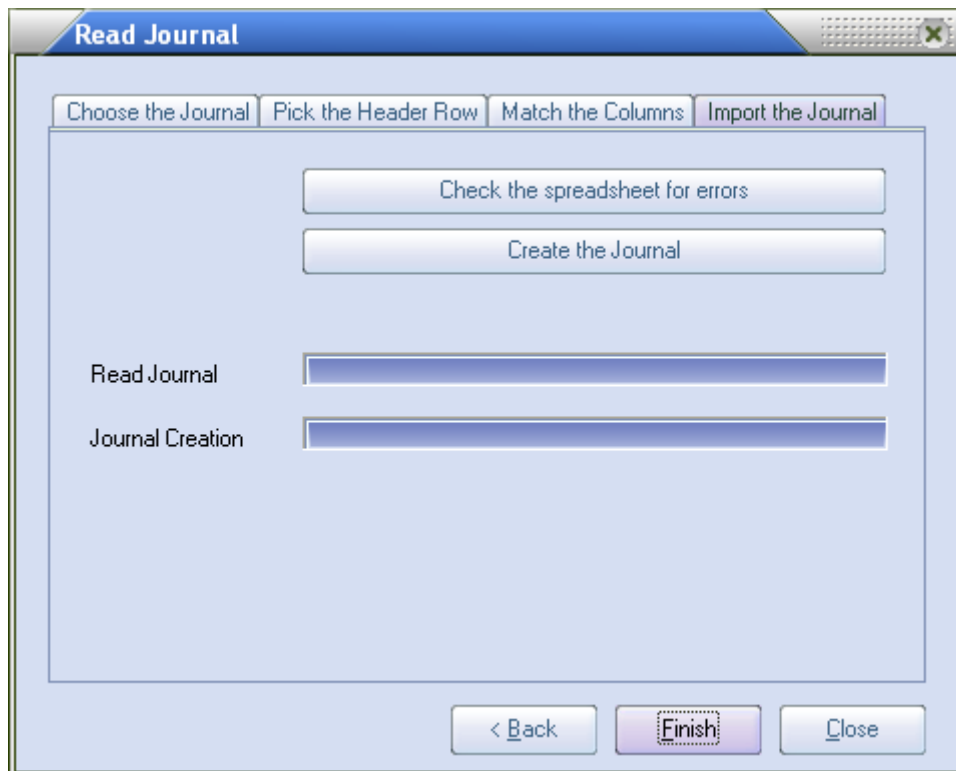 Read Journal
Choose the Journal Pick the Header Row Match the Columns Import the Journal
Check the spreadsheet for errors
Create the Journal
Read Journal
Journal Creation
< Back Finish Close